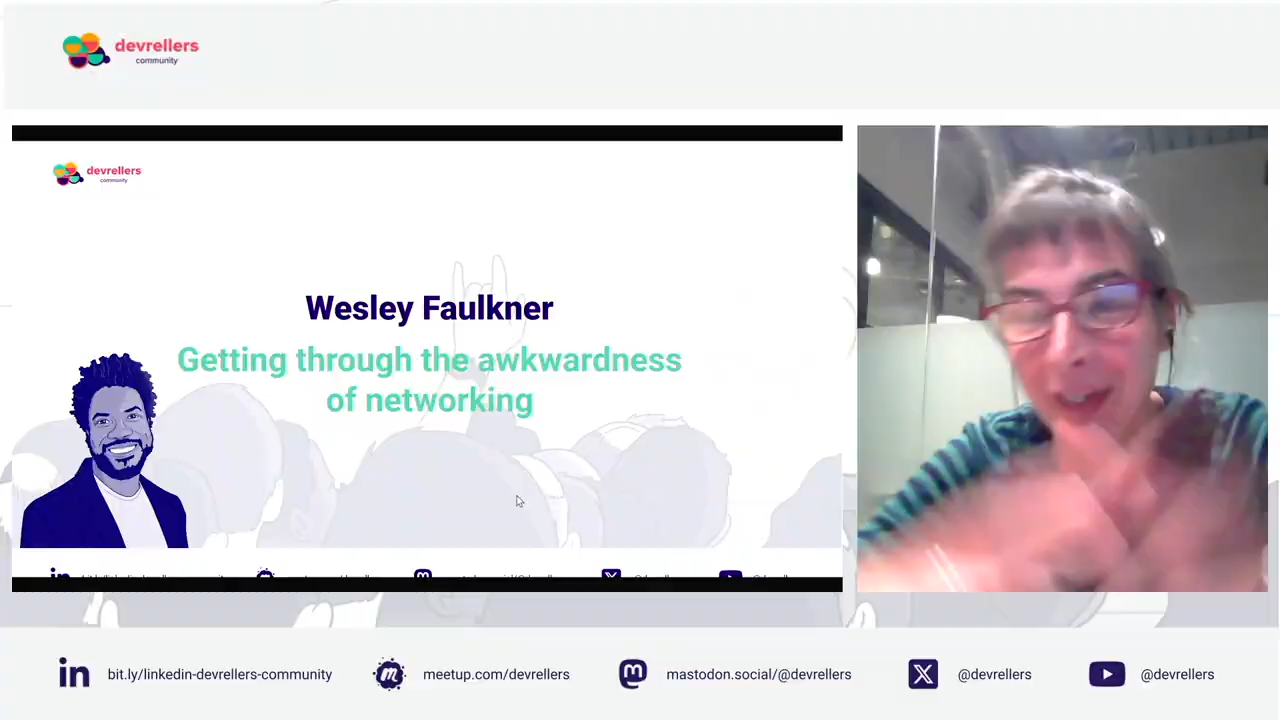 devrellers
community
devrellers
community
Wesley Faulkner
Getting through the awkwardness
of networking
bit.ly/linkedin-devrellers-community
meetup.com/devrellers
mastodon.social/@devrellers
@devrellers
@devrellers